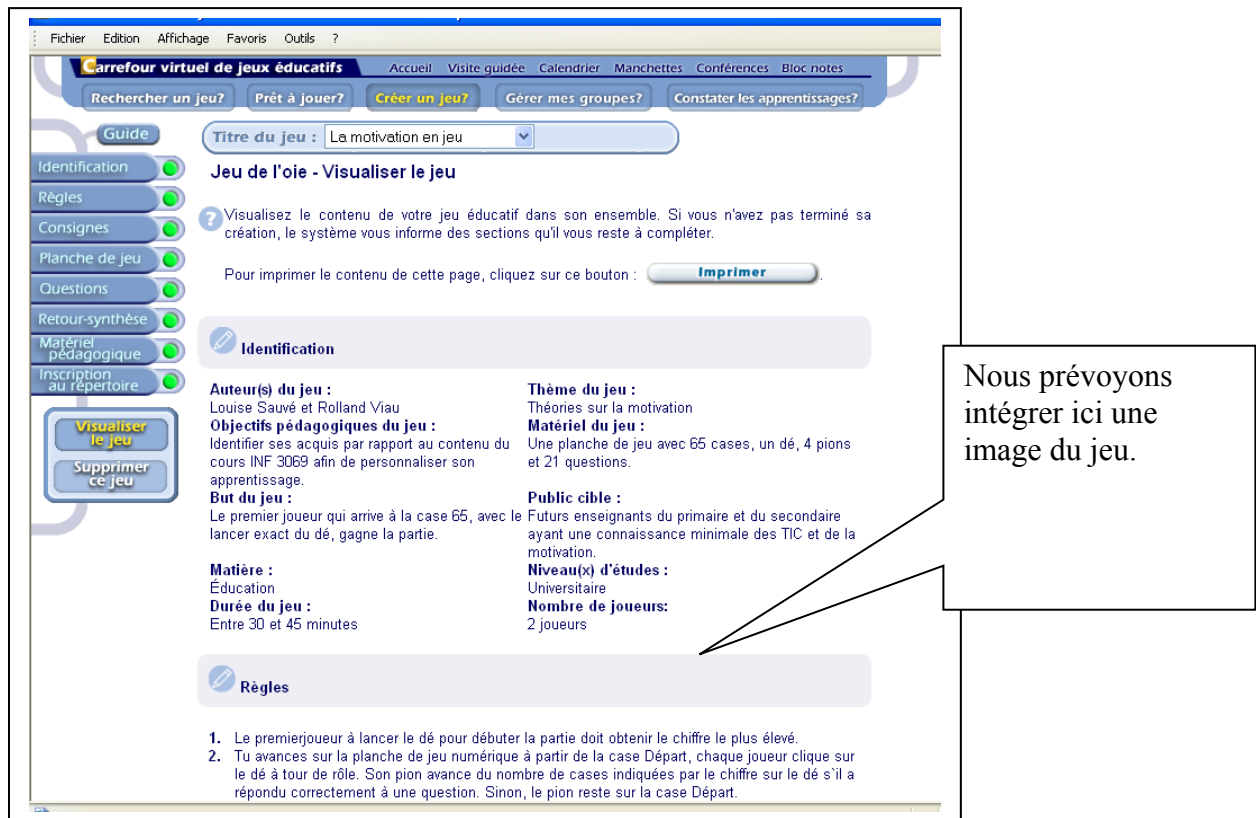 Fichier Edition Affichage Favoris Outils ?
Carrefour virtuel de jeux éducatifs Accueil Visite guidée Calendrier Manchettes Conférences Bloc notes
Rechercher un jeu? Prêt à jouer? Créer un jeu? Gérer mes groupes? Constater les apprentissages?
Guide
Titre du jeu : La motivation en jeu
Identification
Règles
Consignes
Planche de jeu
Questions
Retour-synthèse
Matériel
pédagogique
Inscription
au répertoire
Visualiser
le jeu
Supprimer
ce jeu
Jeu de l'oie - Visualiser le jeu
? Visualisez le contenu de votre jeu éducatif dans son ensemble. Si vous n'avez pas terminé sa
création, le système vous informe des sections qu'il vous reste à compléter.
Pour imprimer le contenu de cette page, cliquez sur ce bouton : Imprimer .
Identification
Auteur(s) du jeu :
Louise Sauvé et Rolland Viau
Objectifs pédagogiques du jeu :
Identifier ses acquis par rapport au contenu du
cours INF 3069 afin de personnaliser son
apprentissage.
But du jeu :
Le premier joueur qui arrive à la case 65, avec le
lancer exact du dé, gagne la partie.
Matière :
Éducation
Durée du jeu :
Entre 30 et 45 minutes
Thème du jeu :
Théories sur la motivation
Matériel du jeu :
Une planche de jeu avec 65 cases, un dé, 4 pions
et 21 questions.
Public cible :
Futurs enseignants du primaire et du secondaire
ayant une connaissance minimale des TIC et de la
motivation.
Niveau(x) d'études :
Universitaire
Nombre de joueurs:
2 joueurs
Règles
1. Le premierjoueur à lancer le dé pour débuter la partie doit obtenir le chiffre le plus élevé.
2. Tu avances sur la planche de jeu numérique à partir de la case Départ, chaque joueur clique sur
le dé à tour de rôle. Son pion avance du nombre de cases indiquées par le chiffre sur le dé s`il a
répondu correctement à une question. Sinon, le pion reste sur la case Départ.
Nous prévoyons
intégrer ici une
image du jeu.